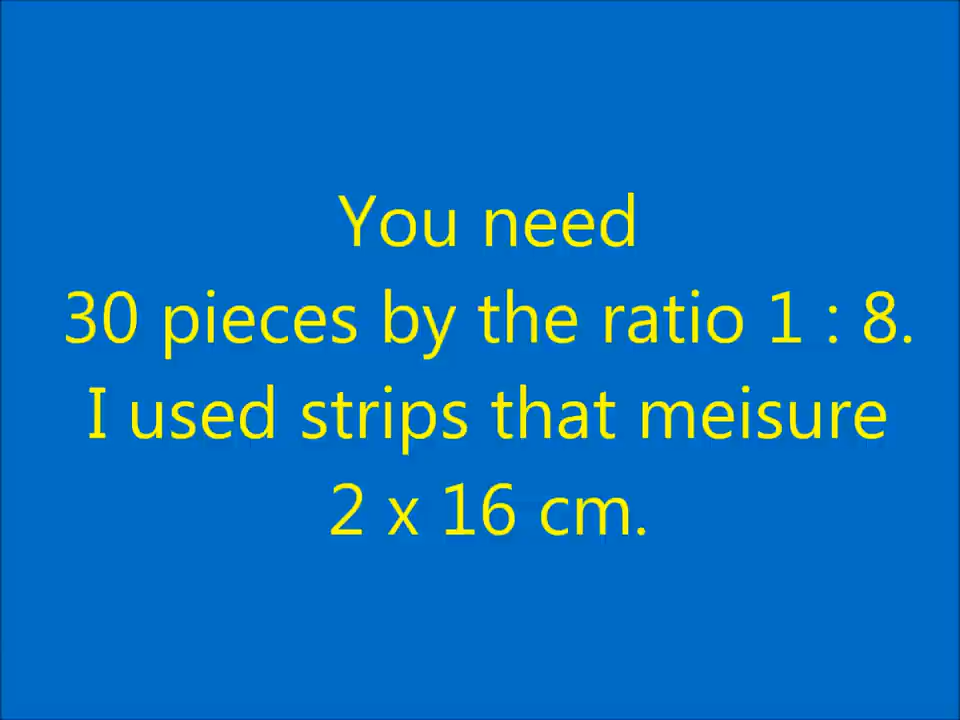 You need
30 pieces by the ratio 1 : 8.
I used strips that meisure
2 x 16 cm.